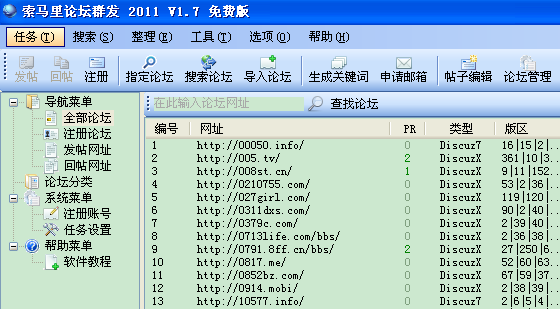 索马里论坛群发 2011 V1.7 免费版
任务(T) 搜索(S) 整理(E) 工具(T) 选项(O) 帮助(H)
发帖 回帖 注册 指定论坛 搜索论坛 导入论坛 生成关键词 申请邮箱 帖子编辑 论坛管理
导航菜单
全部论坛
注册论坛
发帖网址
回帖网址
论坛分类
系统菜单
注册账号
任务设置
帮助菜单
软件教程
在此输入论坛网址 查找论坛
编号 网址 PR 类型 版区
1 http://00050.info/ 0 Discuz7 16|15|2|...
2 http://005.tv/ 2 DiscuzX 361|10|3...
3 http://008st.cn/ 1 DiscuzX 9|11|152...
4 http://0210755.com/ 0 DiscuzX 53|2|36|...
5 http://027girl.com/ 0 DiscuzX 119|120|...
6 http://0311dxs.com/ 0 DiscuzX 90|2|40|...
7 http://0379c.com/ 0 DiscuzX 2|39|40|...
8 http://0713life.com/bbs/ 0 DiscuzX 2|36|38|...
9 http://0791.8ff.cn/bbs/ 2 DiscuzX 27|250|6...
10 http://0817.me/ 0 DiscuzX 52|60|63...
11 http://0852bz.com/ 0 DiscuzX 67|59|37...
12 http://0914.mobi/ 0 DiscuzX 2|38|39|...
13 http://10577.info/ 0 DiscuzX 2|6|5|4|...